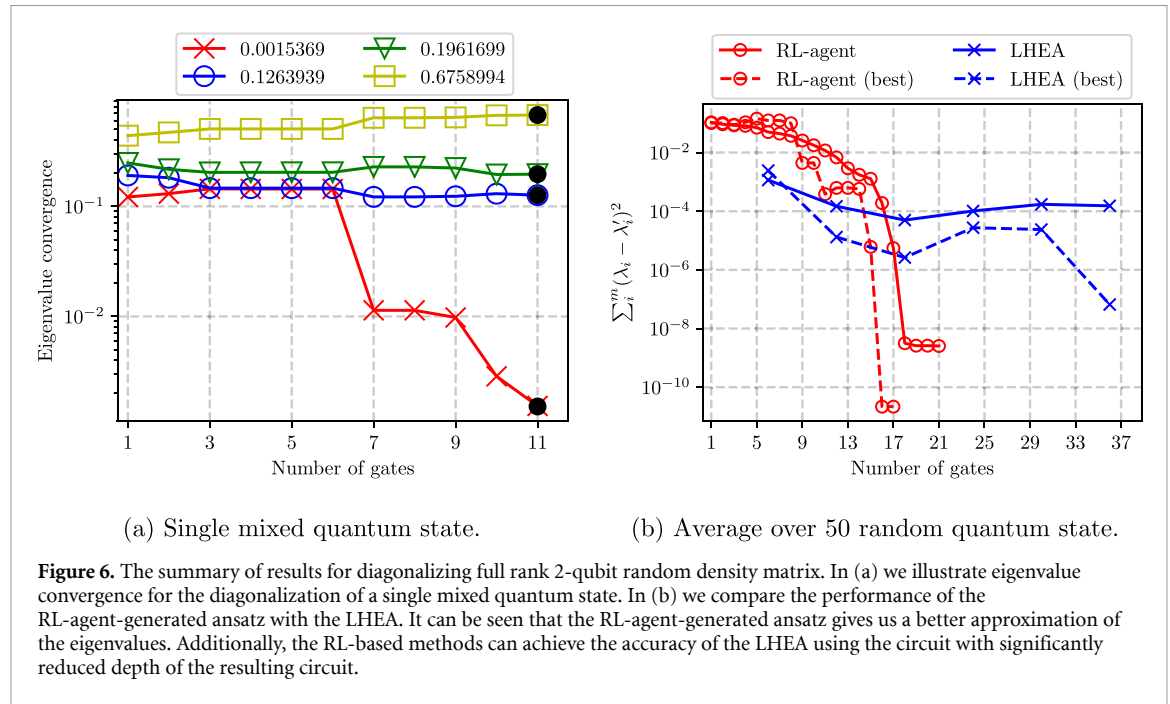 0.0015369
0.1263939
0.1961699
0.6758994
Eigenvalue convergence
10⁻¹
10⁻²
1 3 5 7 9 11
Number of gates
(a) Single mixed quantum state.
RL-agent
RL-agent (best)
LHEA
LHEA (best)
∑ᵢᵐ(λᵢ − λ′ᵢ)²
10⁻²
10⁻⁴
10⁻⁶
10⁻⁸
10⁻¹⁰
1 5 9 13 17 21 24 25 29 33 37
Number of gates
(b) Average over 50 random quantum state.
Figure 6. The summary of results for diagonalizing full rank 2-qubit random density matrix. In (a) we illustrate eigenvalue
convergence for the diagonalization of a single mixed quantum state. In (b) we compare the performance of the
RL-agent-generated ansatz with the LHEA. It can be seen that the RL-agent-generated ansatz gives us a better approximation of
the eigenvalues. Additionally, the RL-based methods can achieve the accuracy of the LHEA using the circuit with significantly
reduced depth of the resulting circuit.